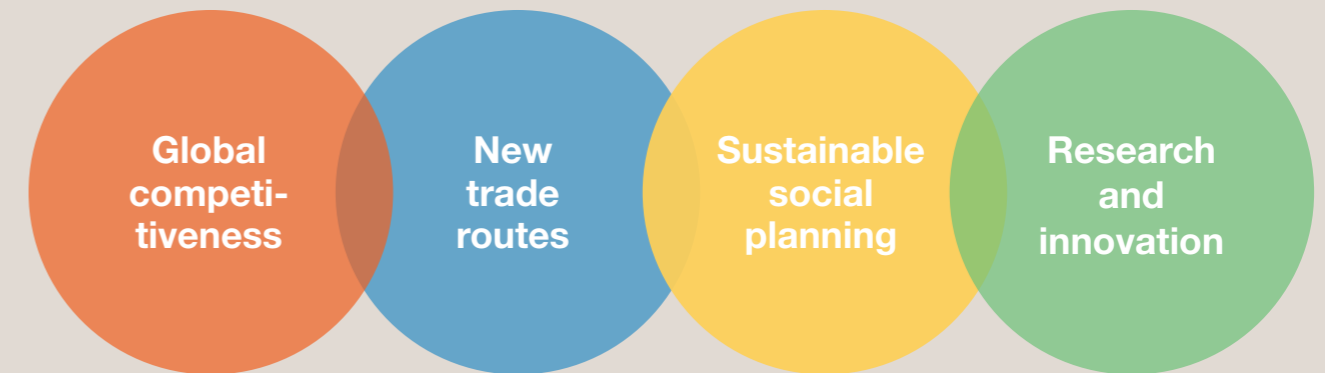 Global
competi-
tiveness
New
trade
routes
Sustainable
social
planning
Research
and
innovation